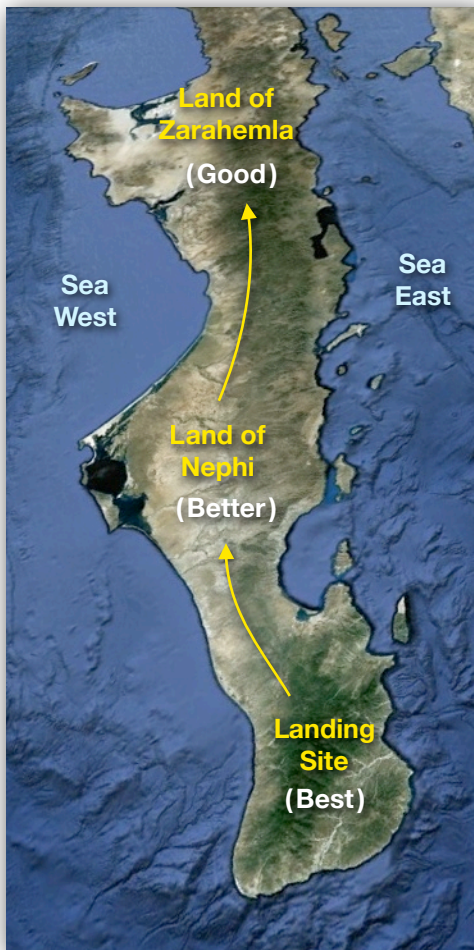 Land of
Zarahemla
(Good)
Sea
West
Sea
East
Land of
Nephi
(Better)
Landing
Site
(Best)